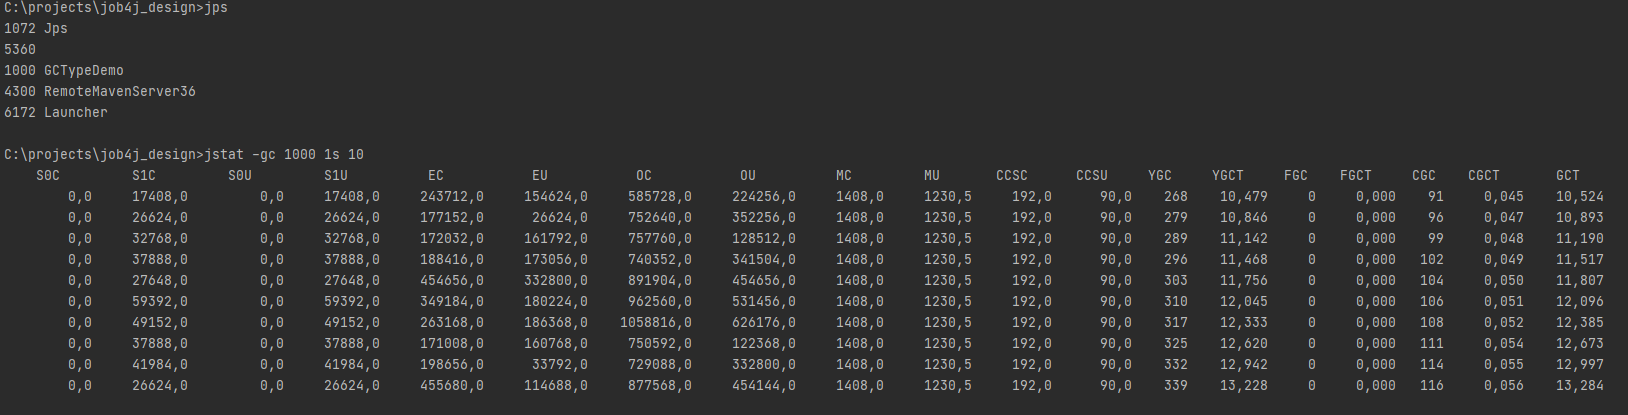 C:\projects\job4j_design>jps
1072 Jps
5360
1000 GCTypeDemo
4300 RemoteMavenServer36
6172 Launcher
C:\projects\job4j_design>jstat -gc 1000 1s 10
S0C S1C S0U S1U EC EU OC OU MC MU CCSC CCSU YGC YGCT FGC FGCT CGC CGCT GCT
0,0 17408,0 0,0 17408,0 243712,0 154624,0 585728,0 224256,0 1408,0 1230,5 192,0 90,0 268 10,479 0 0,000 91 0,045 10,524
0,0 26624,0 0,0 26624,0 177152,0 26624,0 752640,0 352256,0 1408,0 1230,5 192,0 90,0 279 10,846 0 0,000 96 0,047 10,893
0,0 32768,0 0,0 32768,0 172032,0 161792,0 757760,0 128512,0 1408,0 1230,5 192,0 90,0 289 11,142 0 0,000 99 0,048 11,190
0,0 37888,0 0,0 37888,0 188416,0 173056,0 740352,0 341504,0 1408,0 1230,5 192,0 90,0 296 11,468 0 0,000 102 0,049 11,517
0,0 27648,0 0,0 27648,0 454656,0 332800,0 891904,0 454656,0 1408,0 1230,5 192,0 90,0 303 11,756 0 0,000 104 0,050 11,807
0,0 59392,0 0,0 59392,0 349184,0 180224,0 962560,0 531456,0 1408,0 1230,5 192,0 90,0 310 12,045 0 0,000 106 0,051 12,096
0,0 49152,0 0,0 49152,0 263168,0 186368,0 1058816,0 626176,0 1408,0 1230,5 192,0 90,0 317 12,333 0 0,000 108 0,052 12,385
0,0 37888,0 0,0 37888,0 171008,0 160768,0 750592,0 122368,0 1408,0 1230,5 192,0 90,0 325 12,620 0 0,000 111 0,054 12,673
0,0 41984,0 0,0 41984,0 198656,0 33792,0 729088,0 332800,0 1408,0 1230,5 192,0 90,0 332 12,942 0 0,000 114 0,055 12,997
0,0 26624,0 0,0 26624,0 455680,0 114688,0 877568,0 454144,0 1408,0 1230,5 192,0 90,0 339 13,228 0 0,000 116 0,056 13,284